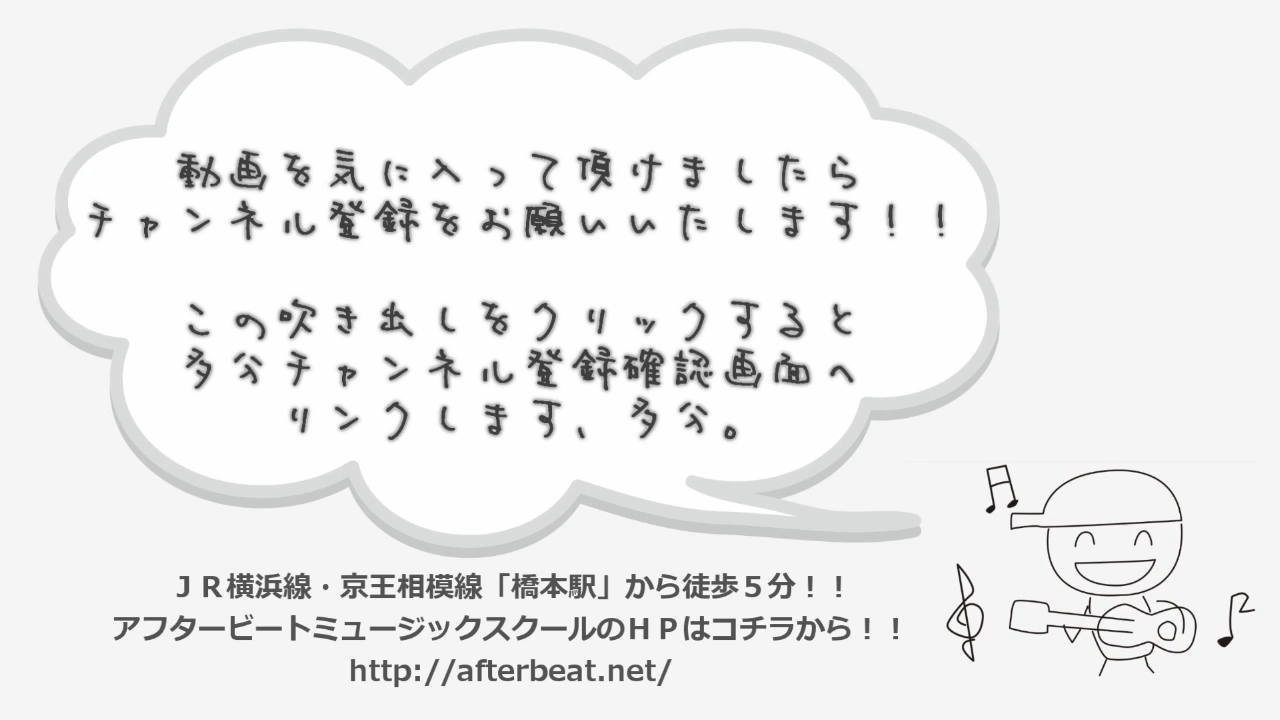 動画を気に入って頂けましたら
チャンネル登録をお願いいたします！！
この吹き出しをクリックすると
多分チャンネル登録確認画面へ
リンクします、多分。
ＪＲ横浜線・京王相模線「橋本駅」から徒歩５分！！
アフタービートミュージックスクールのＨＰはコチラから！！
http://afterbeat.net/